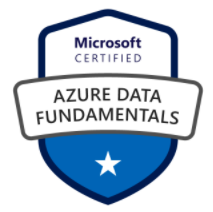 Microsoft
CERTIFIED
AZURE DATA
FUNDAMENTALS